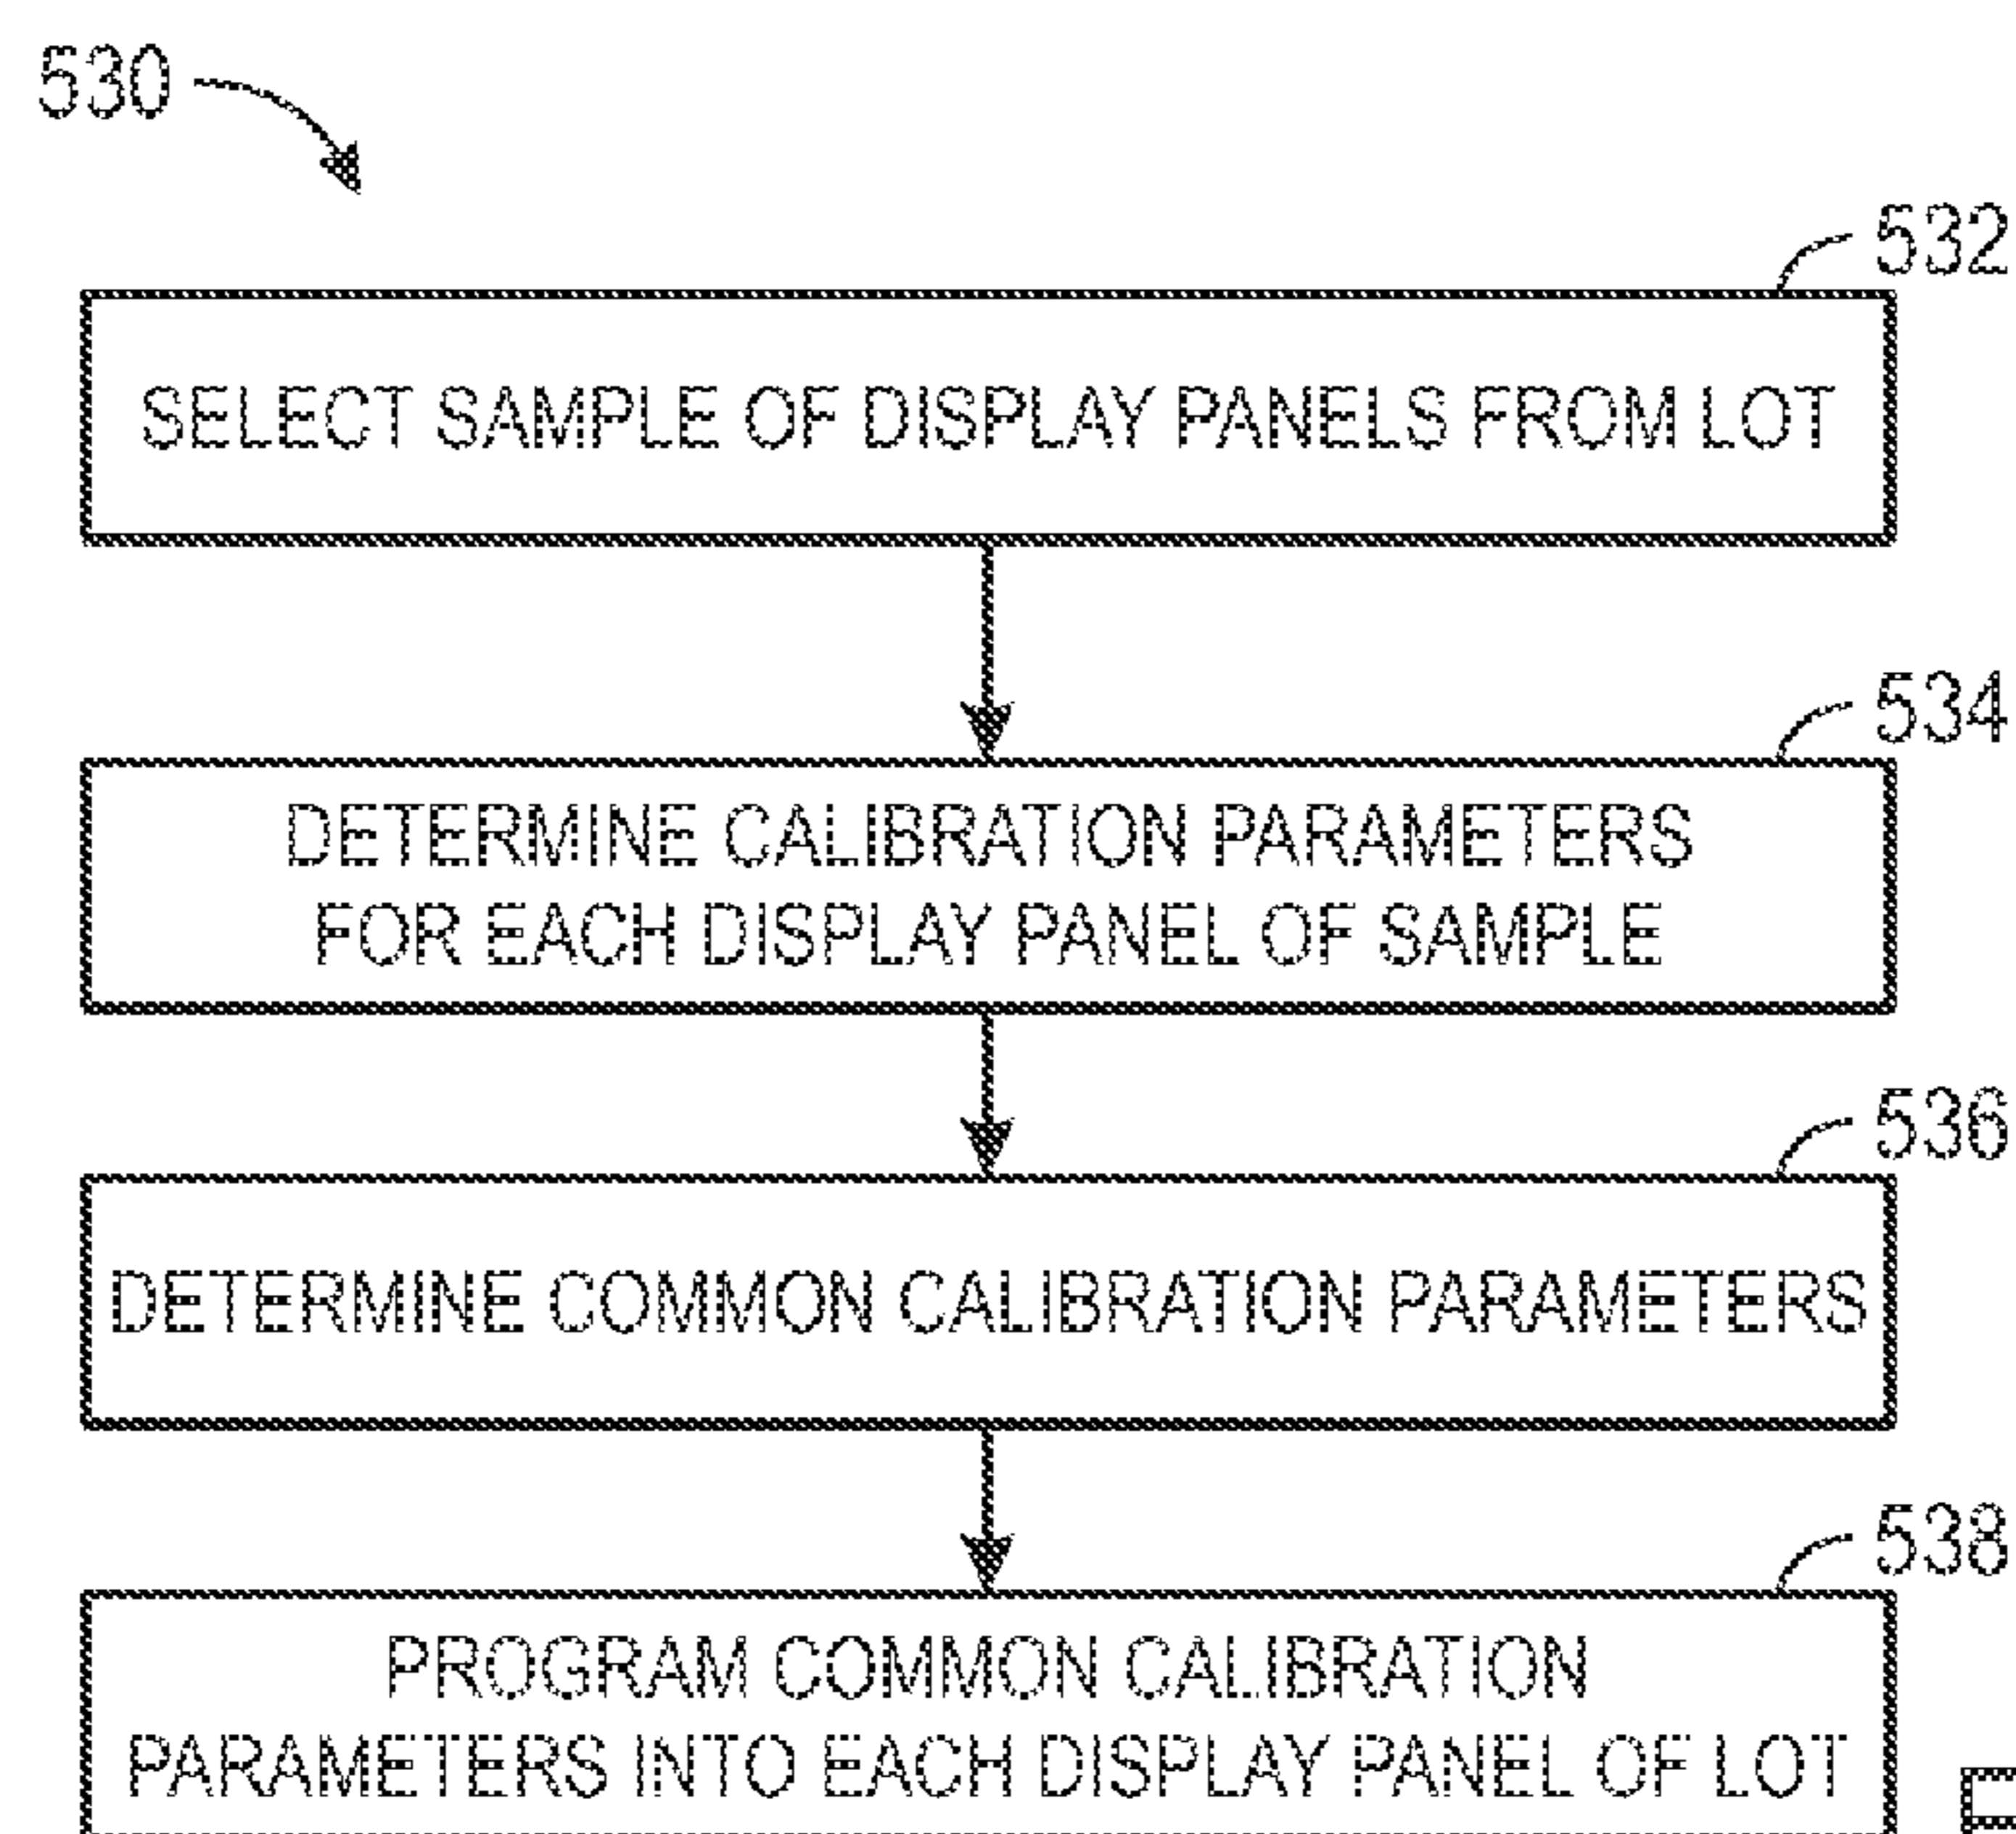 530
532
SELECT SAMPLE OF DISPLAY PANELS FROM LOT
534
DETERMINE CALIBRATION PARAMETERS
FOR EACH DISPLAY PANEL OF SAMPLE
536
DETERMINE COMMON CALIBRATION PARAMETERS
538
PROGRAM COMMON CALIBRATION
PARAMETERS INTO EACH DISPLAY PANEL OF LOT